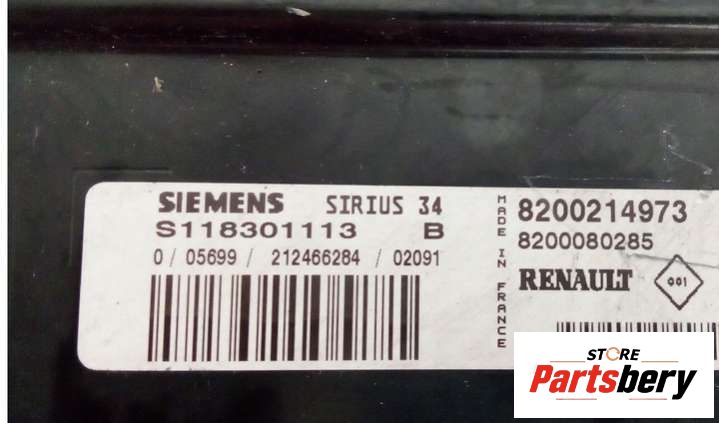 SIEMENS SIRIUS 34
S118301113 B
0 / 05699 / 212466284 / 02091
MADE IN FRANCE
8200214973
8200080285
RENAULT 001
STORE
Partsbery